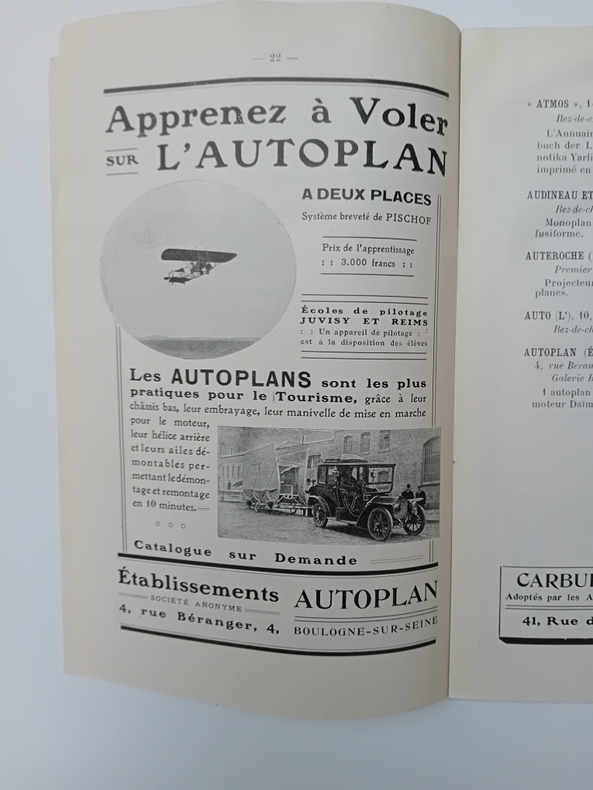 — 22 —
Apprenez à Voler
SUR L'AUTOPLAN
A DEUX PLACES
Système breveté de PISCHOF
Prix de l'apprentissage
: : 3.000 francs : :
Écoles de pilotage
JUVISY ET REIMS
: : Un appareil de pilotage : :
est à la disposition des élèves
Les AUTOPLANS sont les plus
pratiques pour le Tourisme, grâce à leur
châssis bas, leur embrayage, leur manivelle de mise en marche
pour le moteur,
leur hélice arrière
et leurs ailes dé-
montables per-
mettant le démon-
tage et remontage
en 10 minutes.
Catalogue sur Demande
Établissements AUTOPLAN
SOCIÉTÉ ANONYME
4, rue Béranger, 4, BOULOGNE-SUR-SEINE
« ATMOS », 1
Rez-de-c
L'Annuair
buch der L
notika Yarli
imprimé en
AUDINEAU ET
Rez-de-ch
Monoplan
fusiforme.
AUTEROCHE (
Premier
Projecteur
planes.
AUTO (L'), 10,
Rez-de-ch
AUTOPLAN (É
4, rue Béran
Galerie
1 autoplan
moteur Daim
CARBU
Adoptés par les A
41, Rue d